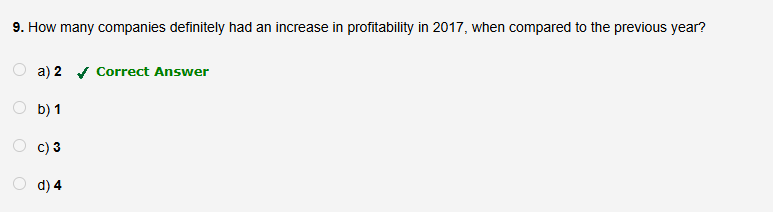 9. How many companies definitely had an increase in profitability in 2017, when compared to the previous year?
a) 2 ✓ Correct Answer
b) 1
c) 3
d) 4